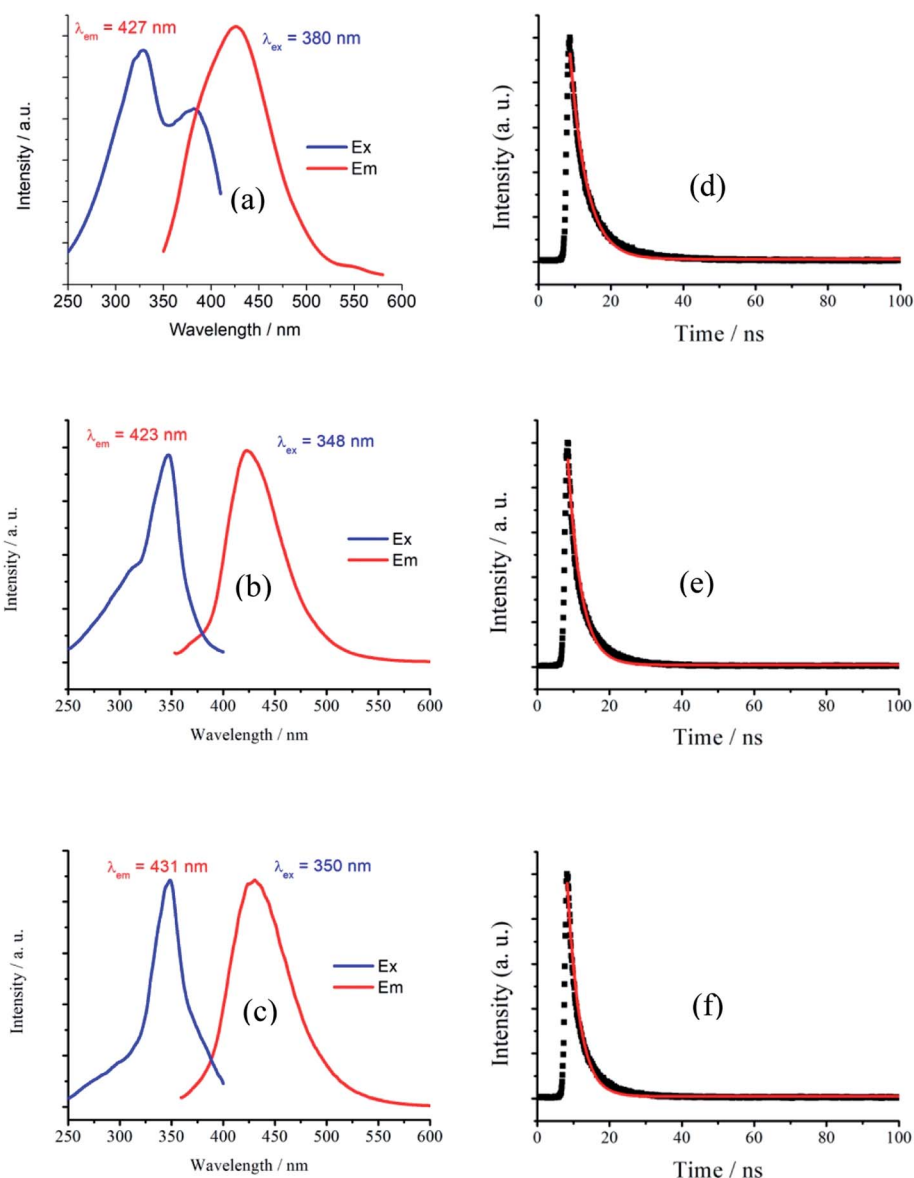 λem = 427 nm
λex = 380 nm
Intensity / a.u.
Ex
Em
(a)
250 300 350 400 450 500 550 600
Wavelength / nm
Intensity (a. u.)
(d)
0 20 40 60 80 100
Time / ns
λem = 423 nm
λex = 348 nm
Intensity / a. u.
Ex
Em
(b)
250 300 350 400 450 500 550 600
Wavelength / nm
Intensity / a. u.
(e)
0 20 40 60 80 100
Time / ns
λem = 431 nm
λex = 350 nm
Intensity / a. u.
Ex
Em
(c)
250 300 350 400 450 500 550 600
Wavelength / nm
Intensity (a. u.)
(f)
0 20 40 60 80 100
Time / ns